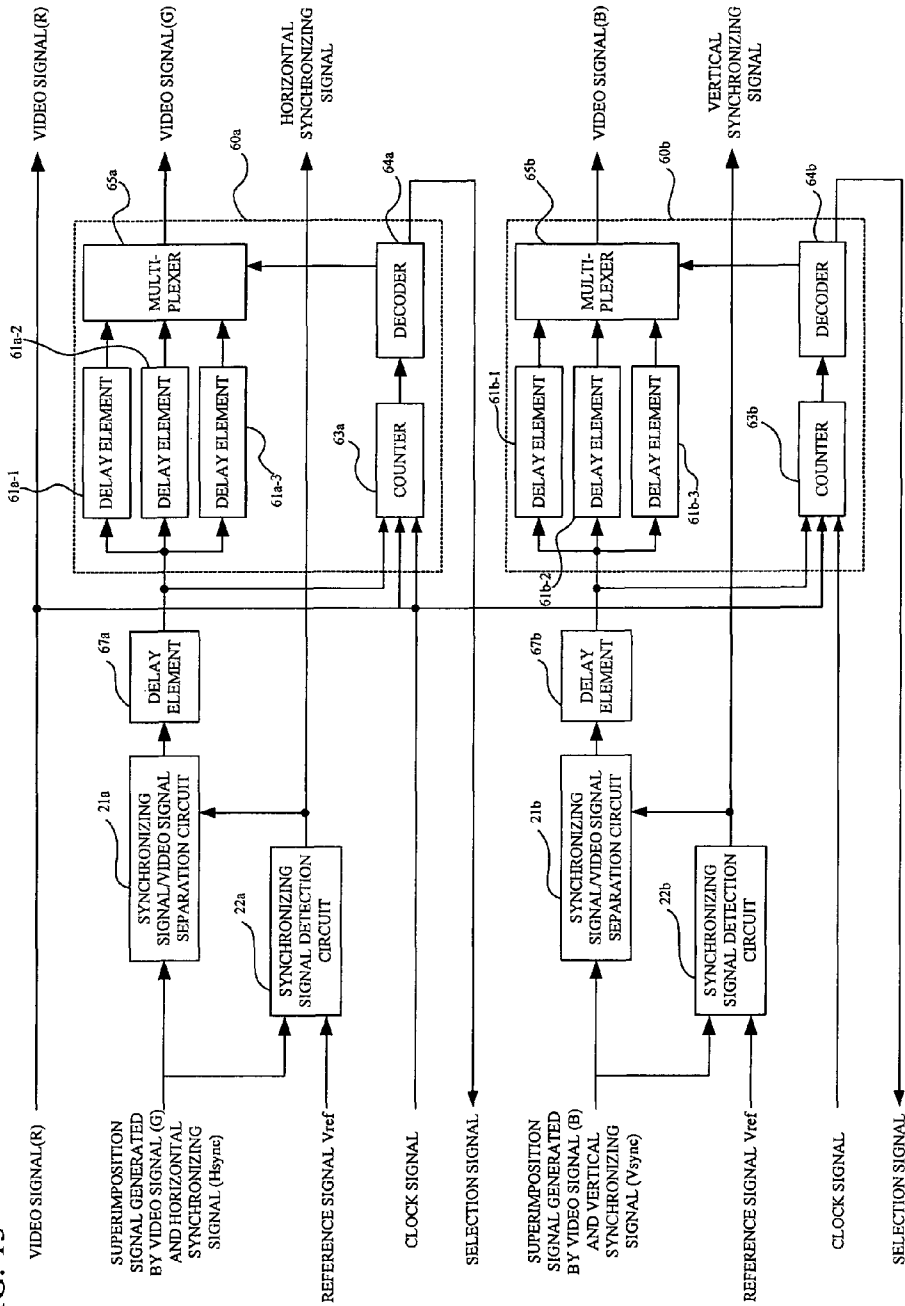 VIDEO SIGNAL(R)
VIDEO SIGNAL(R)
61a-1
61a-2
65a
DELAY ELEMENT
DELAY ELEMENT
DELAY ELEMENT
61a-3
MULTI-
PLEXER
VIDEO SIGNAL(G)
60a
SUPERIMPOSITION
SIGNAL GENERATED
BY VIDEO SIGNAL (G)
AND HORIZONTAL
SYNCHRONIZING
SIGNAL (Hsync)
21a
SYNCHRONIZING
SIGNAL/VIDEO SIGNAL
SEPARATION CIRCUIT
67a
DELAY
ELEMENT
HORIZONTAL
SYNCHRONIZING
SIGNAL
22a
SYNCHRONIZING
SIGNAL DETECTION
CIRCUIT
REFERENCE SIGNAL Vref
63a
COUNTER
64a
DECODER
CLOCK SIGNAL
SELECTION SIGNAL
61b-1
65b
DELAY ELEMENT
DELAY ELEMENT
DELAY ELEMENT
61b-2
61b-3
MULTI-
PLEXER
VIDEO SIGNAL(B)
60b
SUPERIMPOSITION
SIGNAL GENERATED
BY VIDEO SIGNAL (B)
AND VERTICAL
SYNCHRONIZING
SIGNAL (Vsync)
21b
SYNCHRONIZING
SIGNAL/VIDEO SIGNAL
SEPARATION CIRCUIT
67b
DELAY
ELEMENT
VERTICAL
SYNCHRONIZING
SIGNAL
22b
SYNCHRONIZING
SIGNAL DETECTION
CIRCUIT
REFERENCE SIGNAL Vref
63b
COUNTER
64b
DECODER
CLOCK SIGNAL
SELECTION SIGNAL